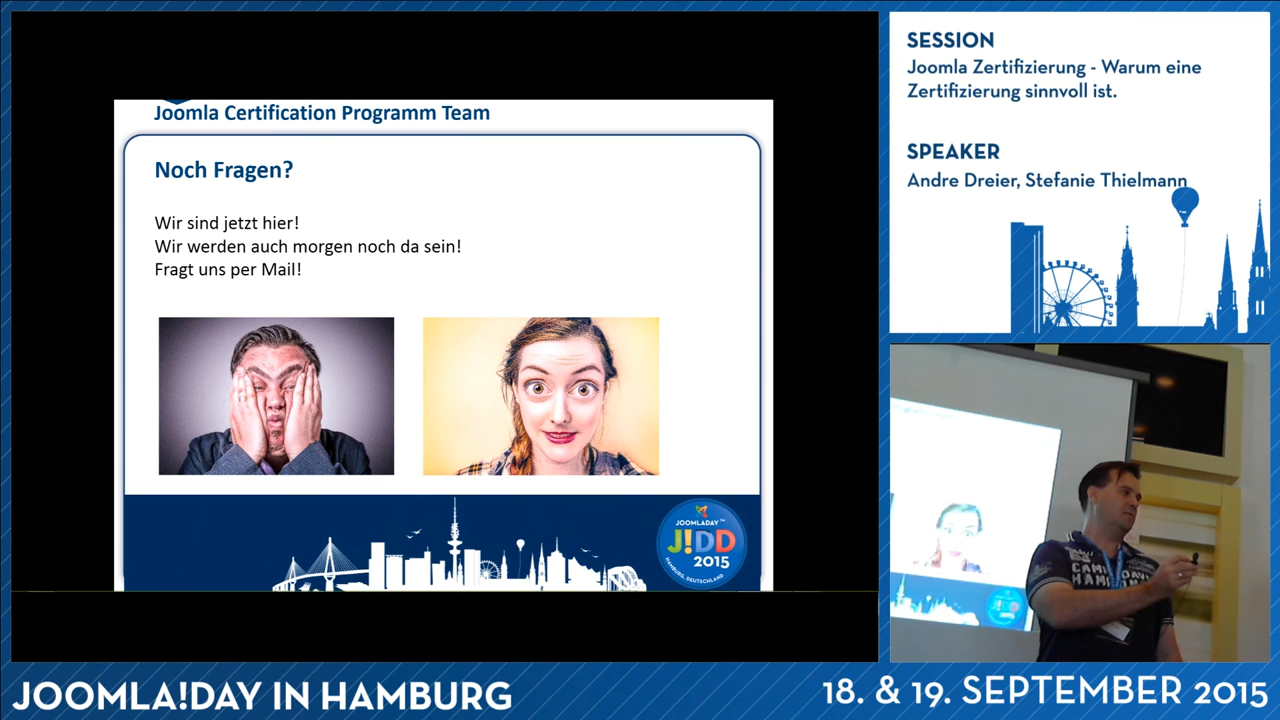 Joomla Certification Programm Team
Noch Fragen?
Wir sind jetzt hier!
Wir werden auch morgen noch da sein!
Fragt uns per Mail!
JOOMLADAY™
J!DD
2015
HAMBURG, DEUTSCHLAND
SESSION
Joomla Zertifizierung - Warum eine
Zertifizierung sinnvoll ist.
SPEAKER
Andre Dreier, Stefanie Thielmann
JOOMLA!DAY IN HAMBURG
18. & 19. SEPTEMBER 2015